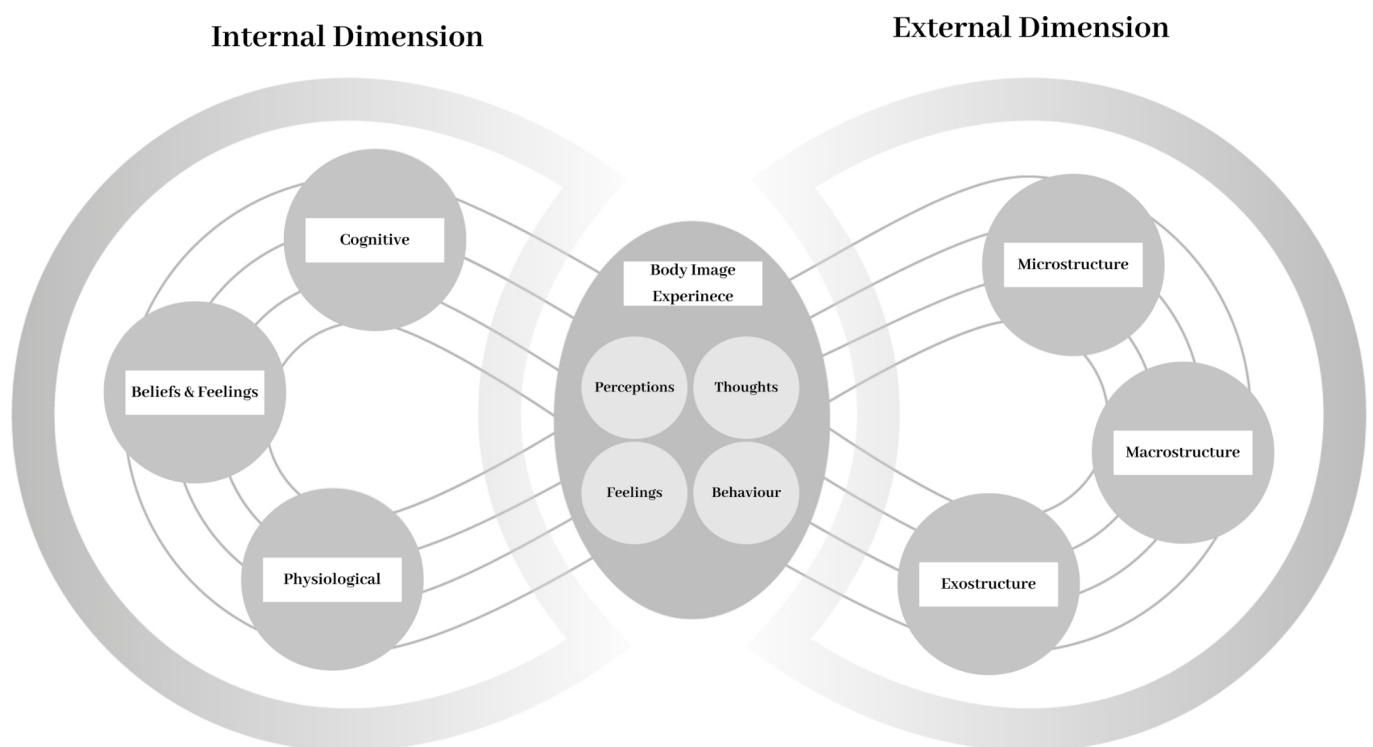 Internal Dimension
External Dimension
Cognitive
Beliefs & Feelings
Physiological
Body Image
Experinece
Perceptions
Thoughts
Feelings
Behaviour
Microstructure
Macrostructure
Exostructure